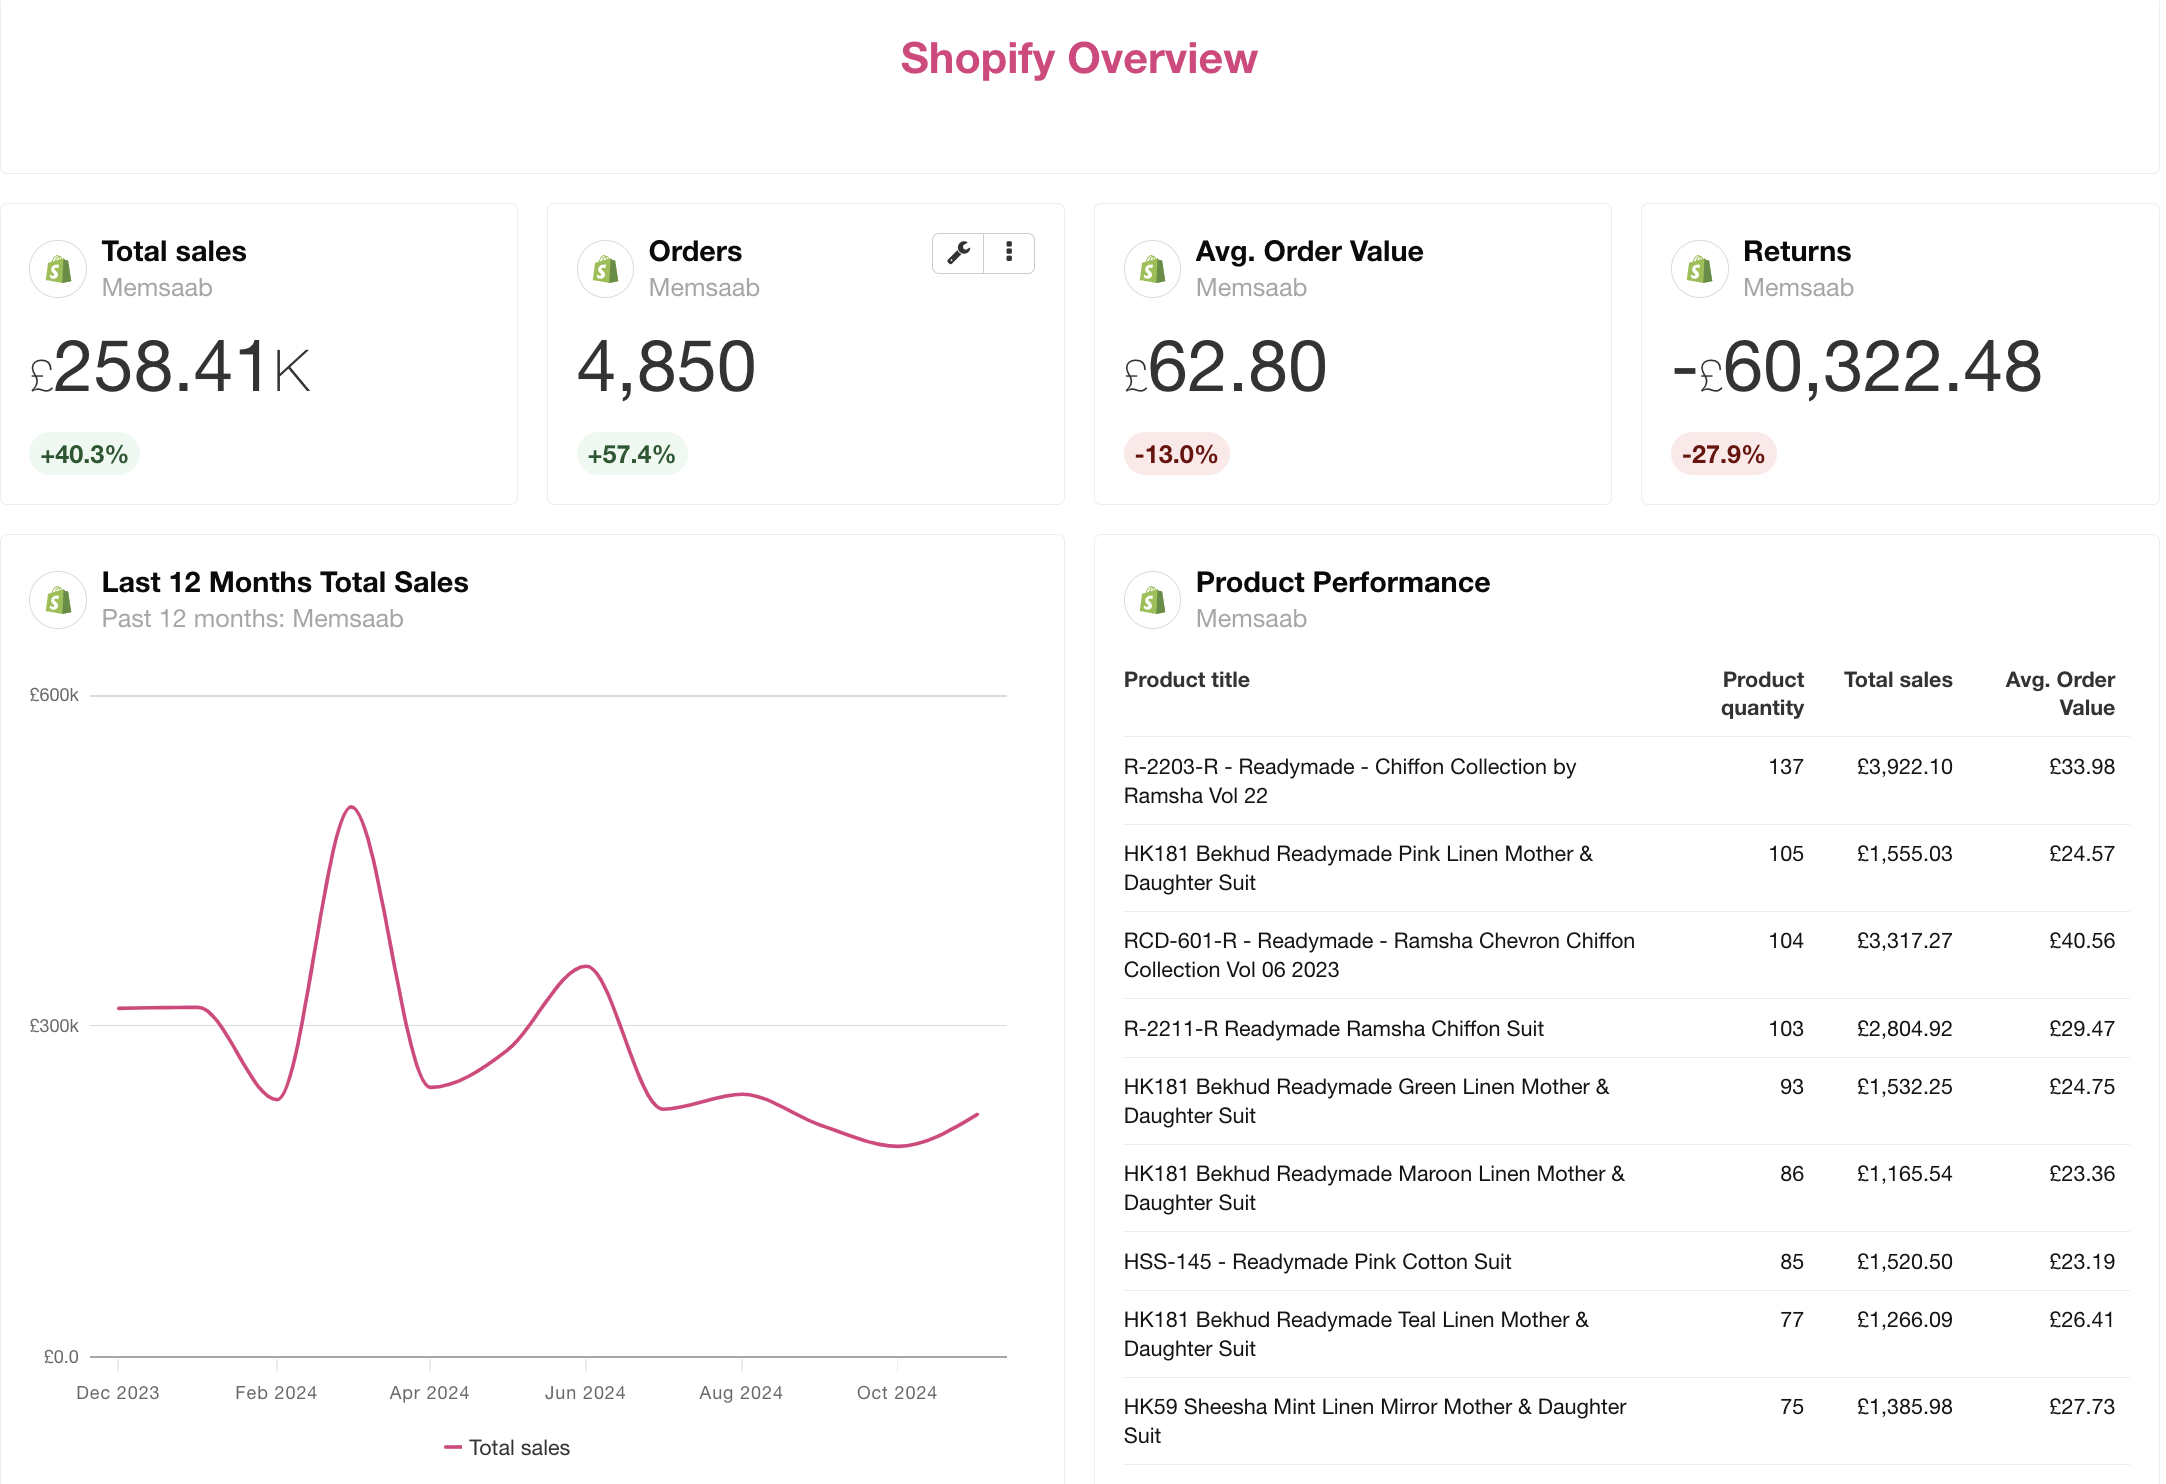 Shopify Overview
Total sales
Memsaab
£258.41K
+40.3%
Orders
Memsaab
4,850
+57.4%
Avg. Order Value
Memsaab
£62.80
-13.0%
Returns
Memsaab
-£60,322.48
-27.9%
Last 12 Months Total Sales
Past 12 months: Memsaab
£600k
£300k
£0.0
Dec 2023 Feb 2024 Apr 2024 Jun 2024 Aug 2024 Oct 2024
Total sales
Product Performance
Memsaab
Product title Product quantity Total sales Avg. Order Value
R-2203-R - Readymade - Chiffon Collection by 137 £3,922.10 £33.98
Ramsha Vol 22
HK181 Bekhud Readymade Pink Linen Mother & 105 £1,555.03 £24.57
Daughter Suit
RCD-601-R - Readymade - Ramsha Chevron Chiffon 104 £3,317.27 £40.56
Collection Vol 06 2023
R-2211-R Readymade Ramsha Chiffon Suit 103 £2,804.92 £29.47
HK181 Bekhud Readymade Green Linen Mother & 93 £1,532.25 £24.75
Daughter Suit
HK181 Bekhud Readymade Maroon Linen Mother & 86 £1,165.54 £23.36
Daughter Suit
HSS-145 - Readymade Pink Cotton Suit 85 £1,520.50 £23.19
HK181 Bekhud Readymade Teal Linen Mother & 77 £1,266.09 £26.41
Daughter Suit
HK59 Sheesha Mint Linen Mirror Mother & Daughter 75 £1,385.98 £27.73
Suit